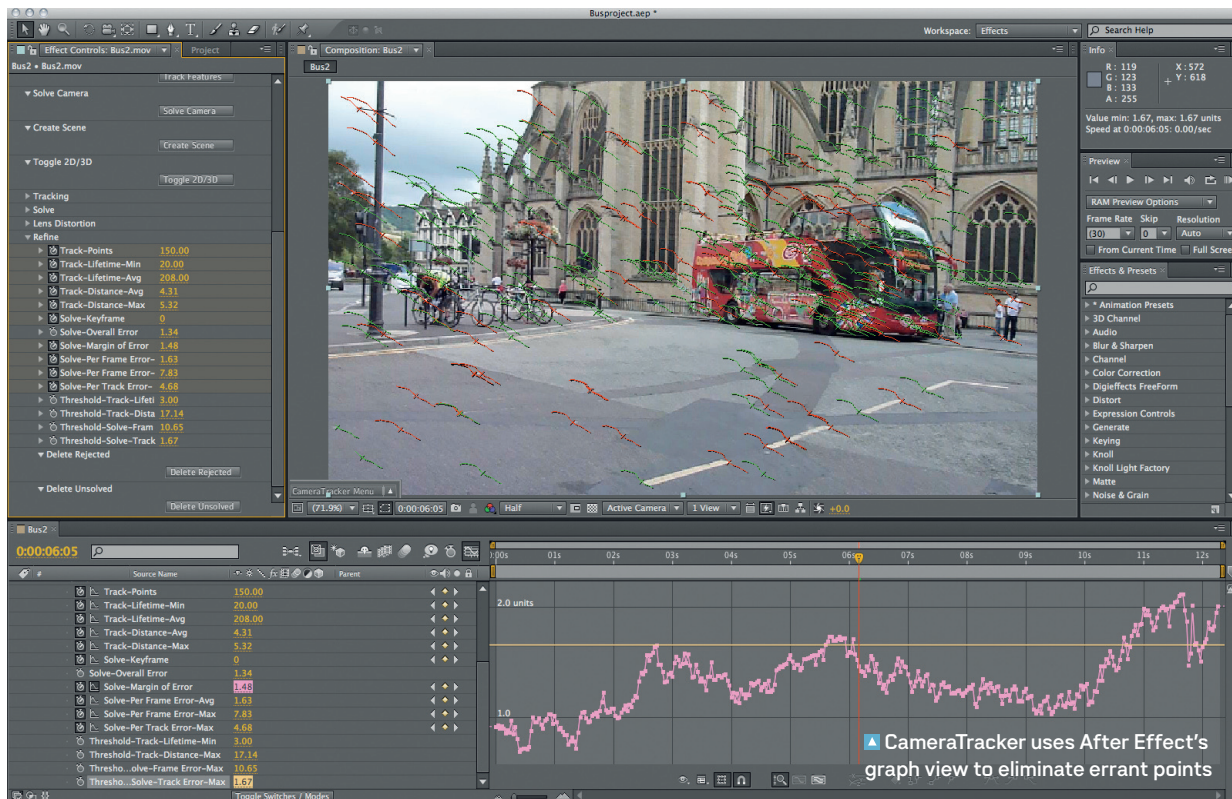 Busproject.aep *
Workspace: Effects
Search Help
Effect Controls: Bus2.mov
Project
Bus2 • Bus2.mov
Track Features
Solve Camera
Solve Camera
Create Scene
Create Scene
Toggle 2D/3D
Toggle 2D/3D
Tracking
Solve
Lens Distortion
Refine
Track-Points 150.00
Track-Lifetime-Min 20.00
Track-Lifetime-Avg 208.00
Track-Distance-Avg 4.31
Track-Distance-Max 5.32
Solve-Keyframe 0
Solve-Overall Error 1.34
Solve-Margin of Error 1.48
Solve-Per Frame Error- 1.63
Solve-Per Frame Error- 7.83
Solve-Per Track Error- 4.68
Threshold-Track-Lifeti 3.00
Threshold-Track-Dista 17.14
Threshold-Solve-Fram 10.65
Threshold-Solve-Track 1.67
Delete Rejected
Delete Rejected
Delete Unsolved
Delete Unsolved
Composition: Bus2
Bus2
CameraTracker Menu
(71.9%)
0:00:06:05
Half
Active Camera
1 View
+0.0
Info
R : 119
G : 123
B : 133
A : 255
X : 572
Y : 618
Value min: 1.67, max: 1.67 units
Speed at 0:00:06:05: 0.00/sec
Preview
RAM Preview Options
Frame Rate Skip Resolution
(30) 0 Auto
From Current Time Full Scree
Effects & Presets
* Animation Presets
3D Channel
Audio
Blur & Sharpen
Channel
Color Correction
Digieffects FreeForm
Distort
Expression Controls
Generate
Keying
Knoll
Knoll Light Factory
Matte
Noise & Grain
Bus2
0:00:06:05
# Source Name Parent
Track-Points 150.00
Track-Lifetime-Min 20.00
Track-Lifetime-Avg 208.00
Track-Distance-Avg 4.31
Track-Distance-Max 5.32
Solve-Keyframe 0
Solve-Overall Error 1.34
Solve-Margin of Error 1.48
Solve-Per Frame Error-Avg 1.63
Solve-Per Frame Error-Max 7.83
Solve-Per Track Error-Max 4.68
Threshold-Track-Lifetime-Min 3.00
Threshold-Track-Distance-Max 17.14
Thresho...olve-Frame Error-Max 10.65
Thresho...Solve-Track Error-Max 1.67
Toggle Switches / Modes
):00s 01s 02s 03s 04s 05s 06s 07s 08s 09s 10s 11s 12s
2.0 units
1.0
CameraTracker uses After Effect's
graph view to eliminate errant points